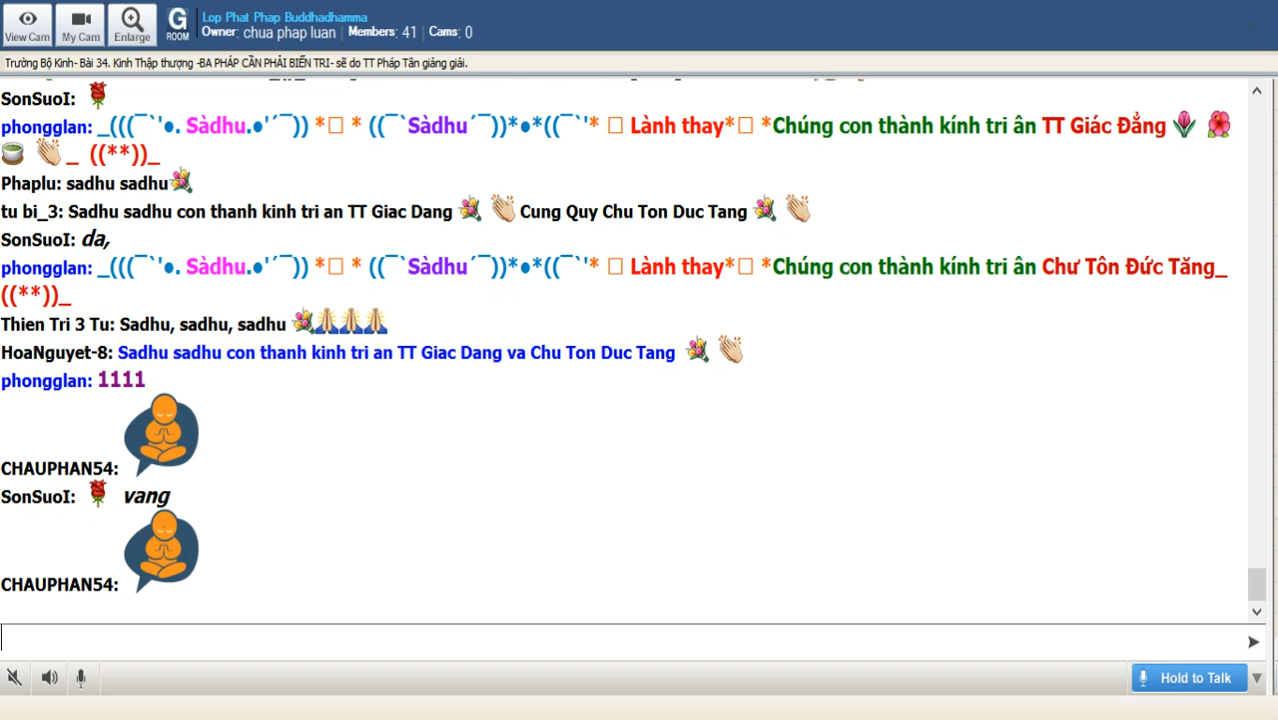 View Cam
My Cam
Enlarge
G
ROOM
Lop Phat Phap Buddhadhamma
Owner: chua phap luan | Members: 41 | Cams: 0
Trường Bộ Kinh- Bài 34. Kinh Thập thượng -BA PHÁP CẦN PHẢI BIẾN TRI- sẽ do TT Pháp Tân giảng giải.
SonSuoI:
phongglan: _(((¯`'●. Sàdhu.●'´¯)) *□ * ((¯`Sàdhu´¯))*●*((¯`'* □ Lành thay*□ *Chúng con thành kính tri ân TT Giác Đẳng
_ ((**))_
Phaplu: sadhu sadhu
tu bi_3: Sadhu sadhu con thanh kinh tri an TT Giac Dang Cung Quy Chu Ton Duc Tang
SonSuoI: da,
phongglan: _(((¯`'●. Sàdhu.●'´¯)) *□ * ((¯`Sàdhu´¯))*●*((¯`'* □ Lành thay*□ *Chúng con thành kính tri ân Chư Tôn Đức Tăng_
((**))_
Thien Tri 3 Tu: Sadhu, sadhu, sadhu
HoaNguyet-8: Sadhu sadhu con thanh kinh tri an TT Giac Dang va Chu Ton Duc Tang
phongglan: 1111
CHAUPHAN54:
SonSuoI: vang
CHAUPHAN54:
Hold to Talk